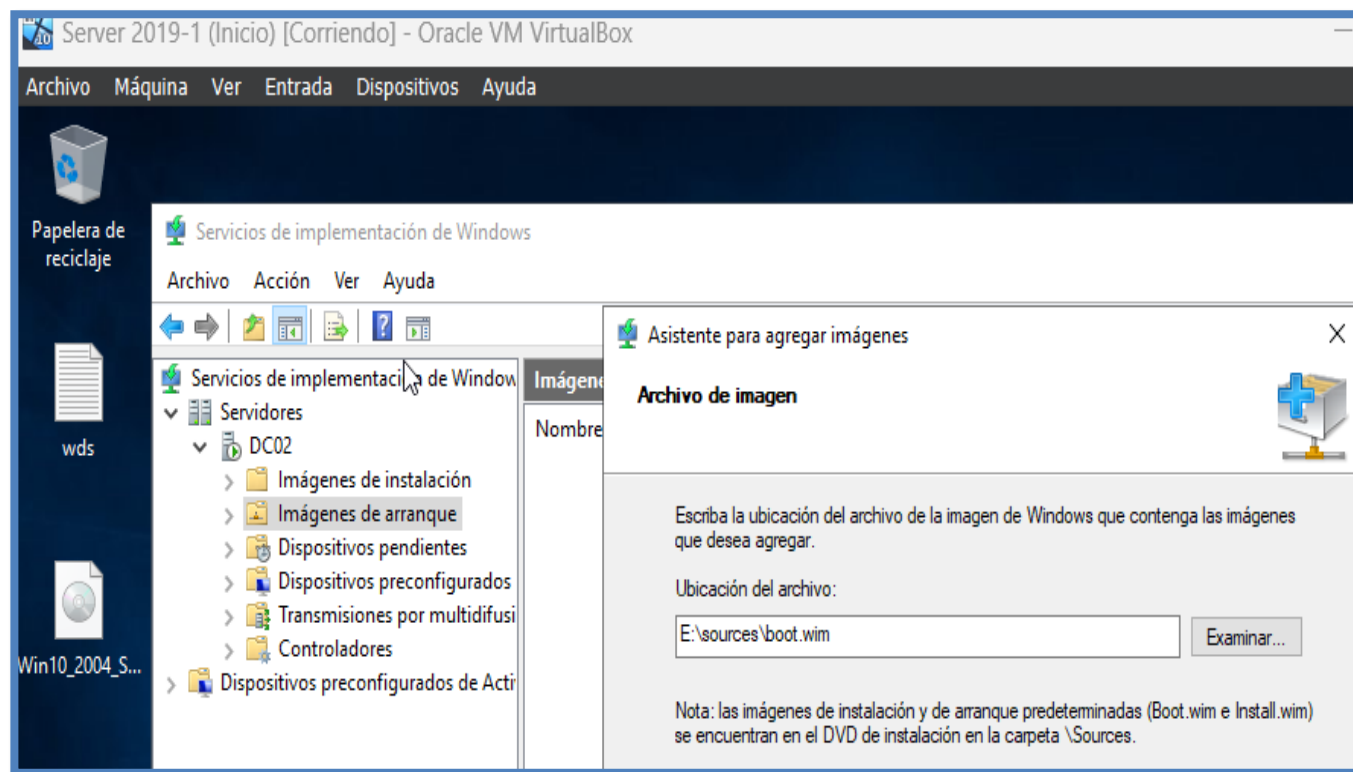 Server 2019-1 (Inicio) [Corriendo] - Oracle VM VirtualBox
Archivo Máquina Ver Entrada Dispositivos Ayuda
Papelera de
reciclaje
wds
Win10_2004_S...
Servicios de implementación de Windows
Archivo Acción Ver Ayuda
Servicios de implementación de Window
Servidores
DC02
Imágenes de instalación
Imágenes de arranque
Dispositivos pendientes
Dispositivos preconfigurados
Transmisiones por multidifusi
Controladores
Dispositivos preconfigurados de Acti
Imágene
Nombre
Asistente para agregar imágenes
Archivo de imagen
Escriba la ubicación del archivo de la imagen de Windows que contenga las imágenes
que desea agregar.
Ubicación del archivo:
E:\sources\boot.wim
Examinar...
Nota: las imágenes de instalación y de arranque predeterminadas (Boot.wim e Install.wim)
se encuentran en el DVD de instalación en la carpeta \Sources.